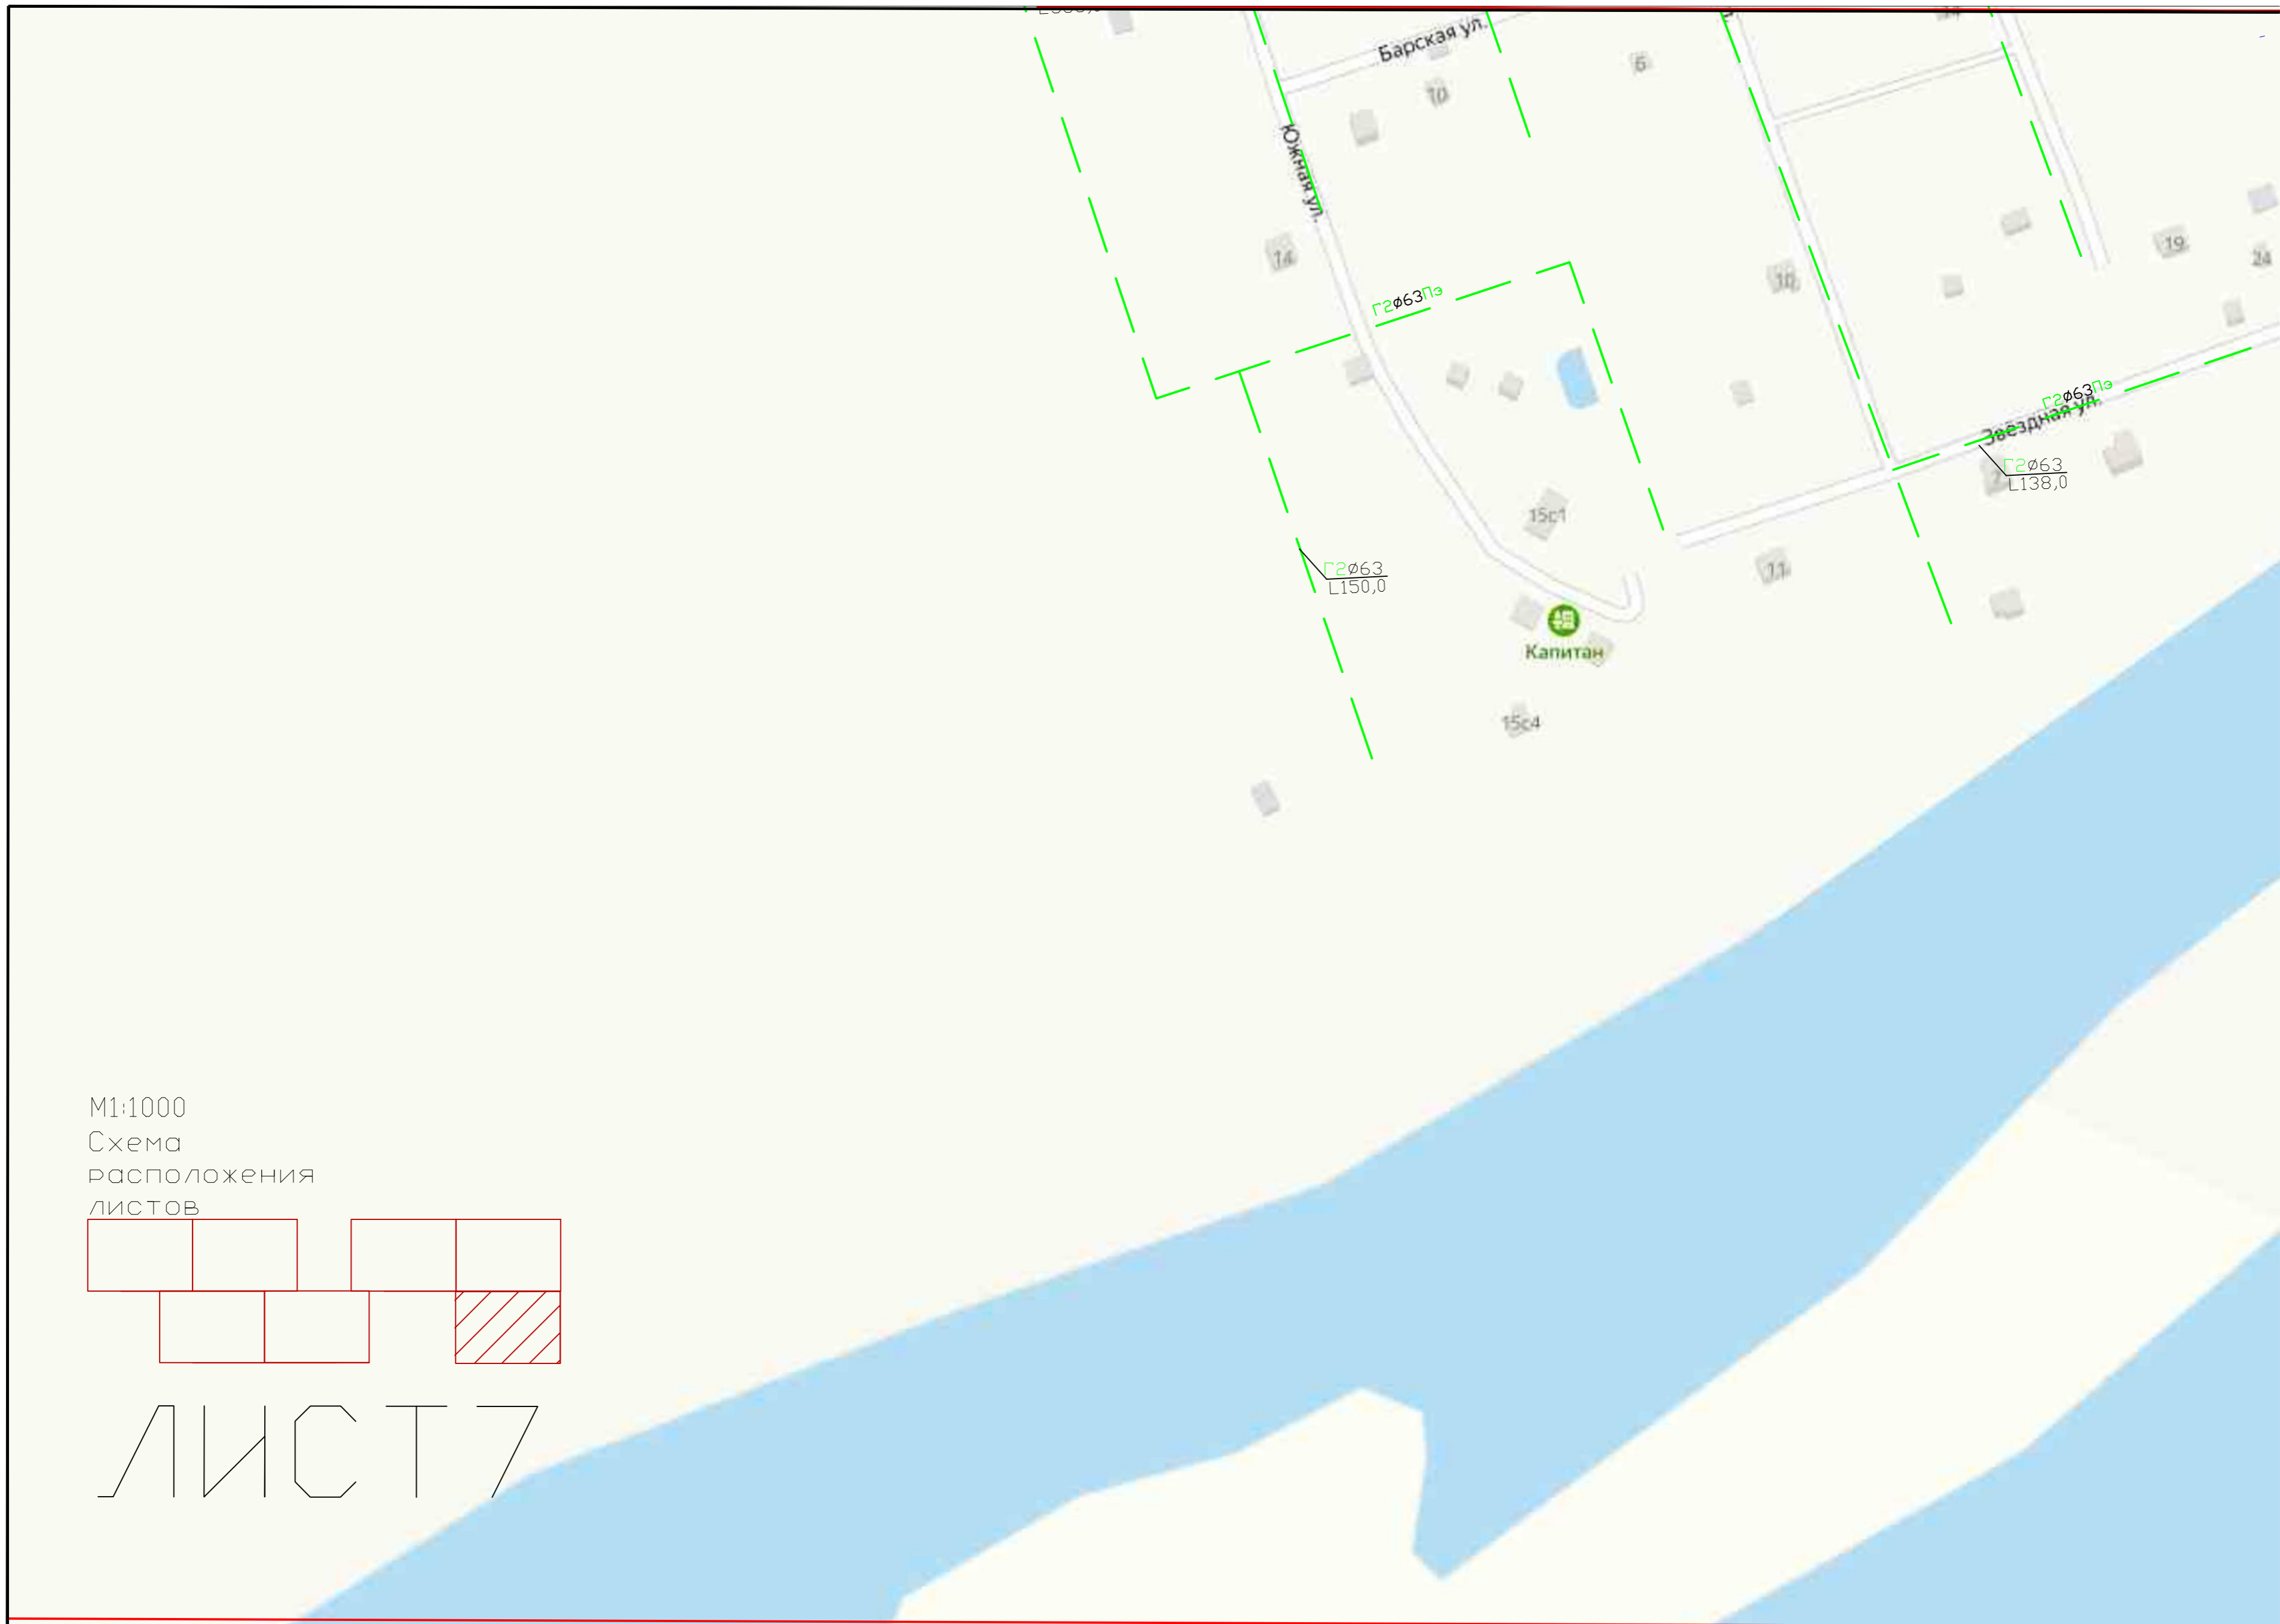 Барская ул.
6
10
Южная ул.
14
19
24
10
Г2ø63Пэ
Г2ø63Пэ
Звёздная ул.
Г2ø63
L138,0
15с1
11
Г2ø63
L150,0
Капитан
15с4
М1:1000
Схема
расположения
листов
ЛИСТ7